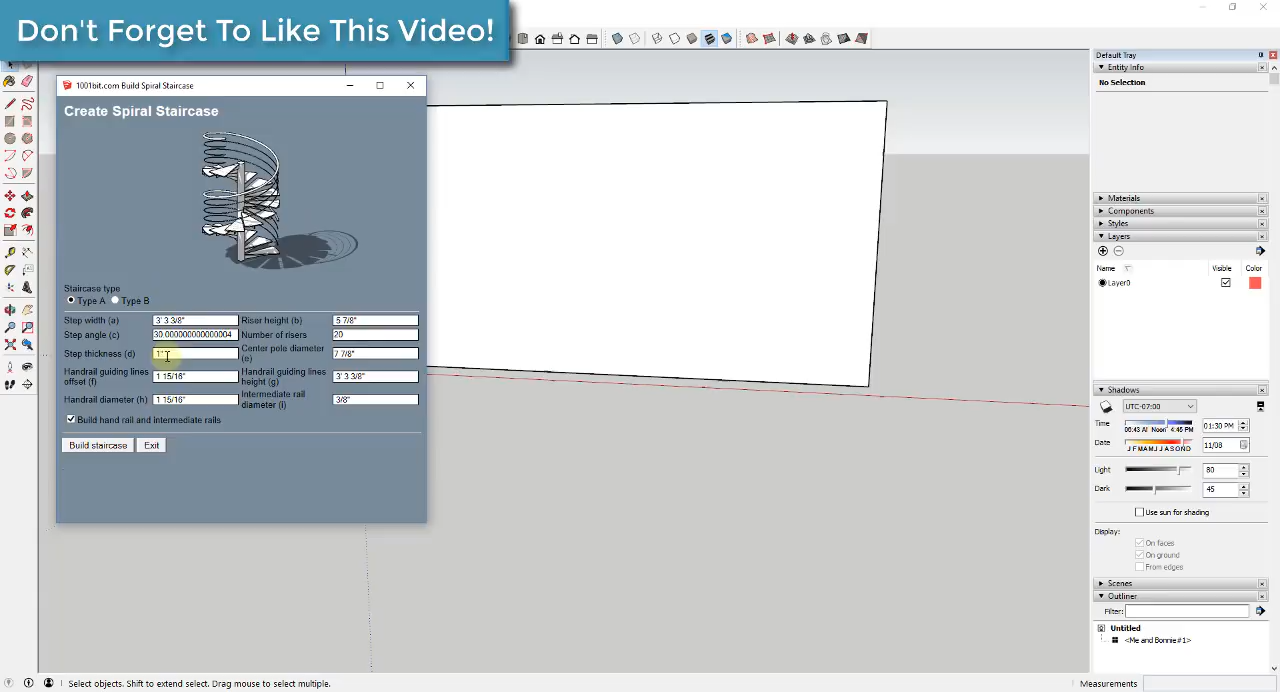 Don't Forget To Like This Video!
1001bit.com Build Spiral Staircase
Create Spiral Staircase
Staircase type
Type A Type B
Step width (a) 3' 3 3/8" Riser height (b) 5 7/8"
Step angle (c) 30.000000000000004 Number of risers 20
Step thickness (d) 1" Center pole diameter (e) 7 7/8"
Handrail guiding lines offset (f) 1 15/16" Handrail guiding lines height (g) 3' 3 3/8"
Handrail diameter (h) 1 15/16" Intermediate rail diameter (i) 3/8"
Build hand rail and intermediate rails
Build staircase Exit
Default Tray
Entity Info
No Selection
Materials
Components
Styles
Layers
Name Visible Color
Layer0
Shadows
UTC-07:00
Time 06:43 AM Noon 4:45 PM 01:30 PM
Date J F M A M J J A S O N D 11/08
Light 80
Dark 45
Use sun for shading
Display:
On faces
On ground
From edges
Scenes
Outliner
Filter:
Untitled
<Me and Bonnie#1>
Select objects. Shift to extend select. Drag mouse to select multiple.
Measurements